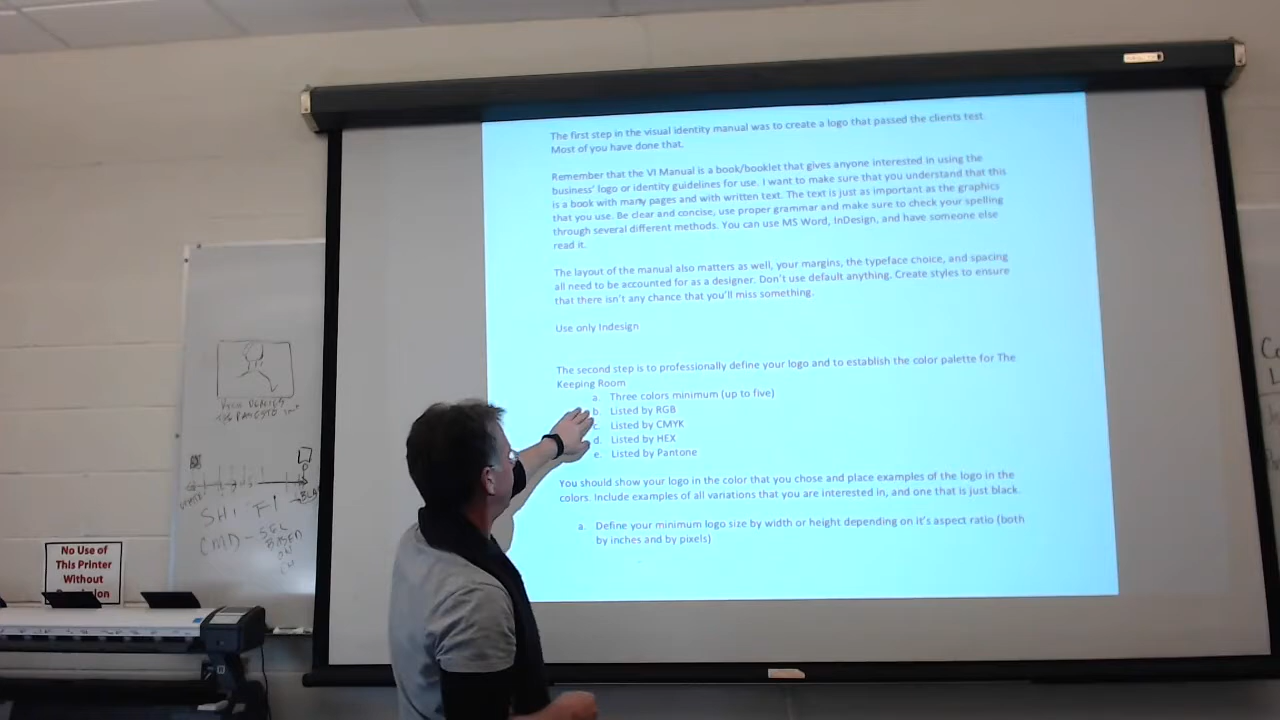 The first step in the visual identity manual was to create a logo that passed the clients test.
Most of you have done that.
Remember that the VI Manual is a book/booklet that gives anyone interested in using the
business' logo or identity guidelines for use. I want to make sure that you understand that this
is a book with many pages and with written text. The text is just as important as the graphics
that you use. Be clear and concise, use proper grammar and make sure to check your spelling
through several different methods. You can use MS Word, InDesign, and have someone else
read it.
The layout of the manual also matters as well, your margins, the typeface choice, and spacing
all need to be accounted for as a designer. Don't use default anything. Create styles to ensure
that there isn't any chance that you'll miss something.
Use only Indesign
The second step is to professionally define your logo and to establish the color palette for The
Keeping Room
a. Three colors minimum (up to five)
b. Listed by RGB
c. Listed by CMYK
d. Listed by HEX
e. Listed by Pantone
You should show your logo in the color that you chose and place examples of the logo in the
colors. Include examples of all variations that you are interested in, and one that is just black.
a. Define your minimum logo size by width or height depending on it's aspect ratio (both
by inches and by pixels)
SHIFT
CMD - SEL
BASED
ON
No Use of
This Printer
Without